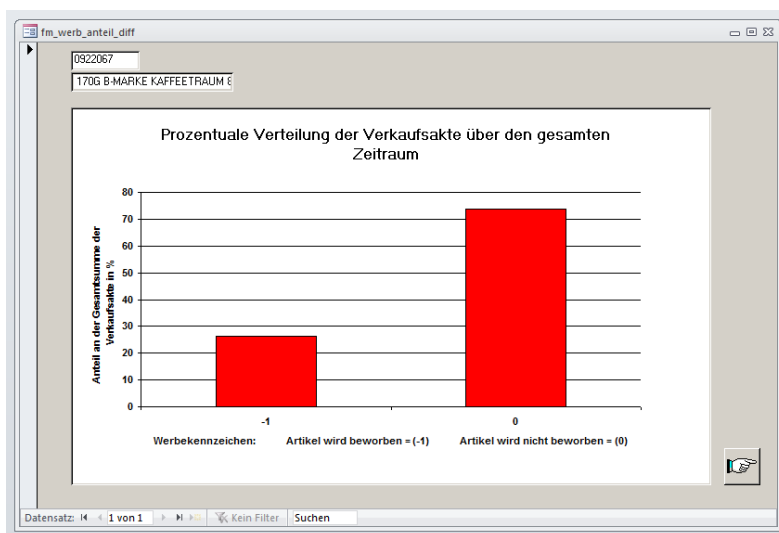 fm_werb_anteil_diff
0922067
170G B-MARKE KAFFEETRAUM
Prozentuale Verteilung der Verkaufsakte über den gesamten
Zeitraum
Anteil an der Gesamtsumme der
Verkaufsakte in %
80
70
60
50
40
30
20
10
0
-1
0
Werbekennzeichen: Artikel wird beworben = (-1) Artikel wird nicht beworben = (0)
Datensatz: 1 von 1 Kein Filter Suchen